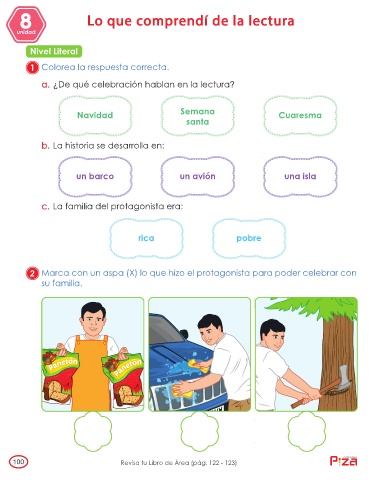 8
unidad
Lo que comprendí de la lectura
Nivel Literal
1 Colorea la respuesta correcta.
a. ¿De qué celebración hablan en la lectura?
Navidad
Semana
santa
Cuaresma
b. La historia se desarrolla en:
un barco
un avión
una isla
c. La familia del protagonista era:
rica
pobre
2 Marca con un aspa (X) lo que hizo el protagonista para poder celebrar con
su familia.
Panetón
Panetón
100
Revisa tu Libro de Área (pág. 122 - 123)